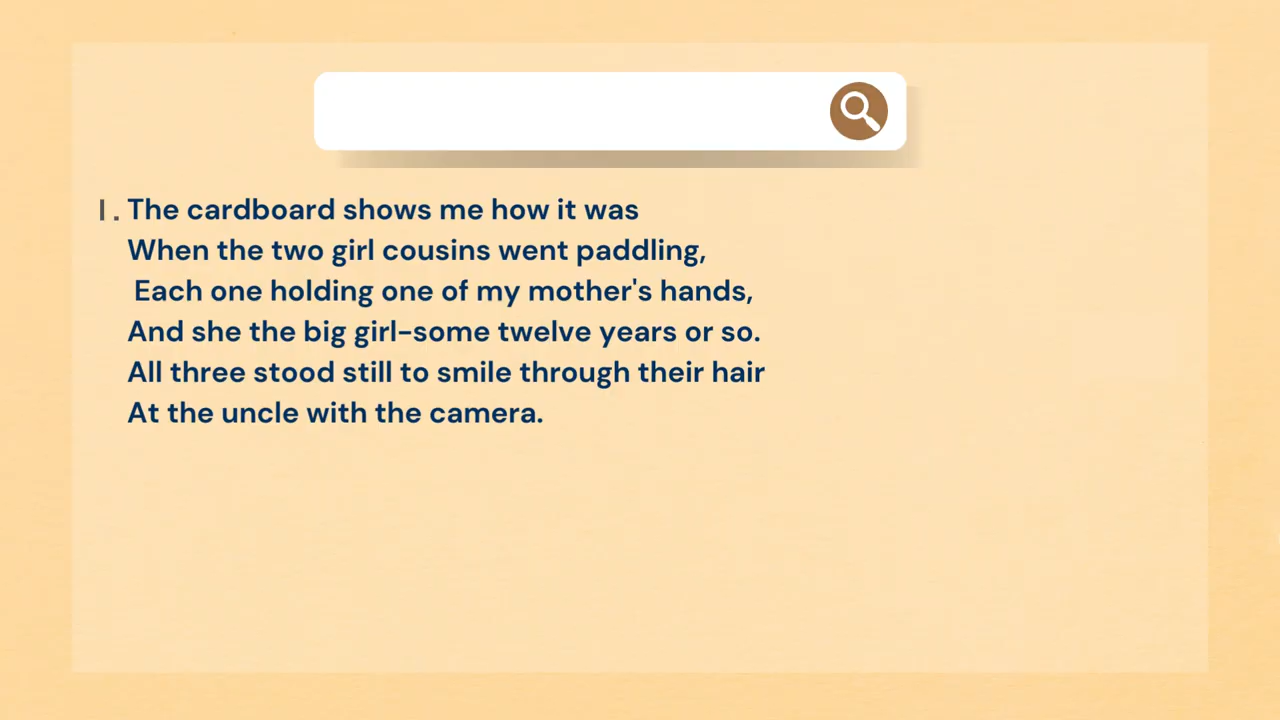 1. The cardboard shows me how it was
When the two girl cousins went paddling,
Each one holding one of my mother's hands,
And she the big girl-some twelve years or so.
All three stood still to smile through their hair
At the uncle with the camera.